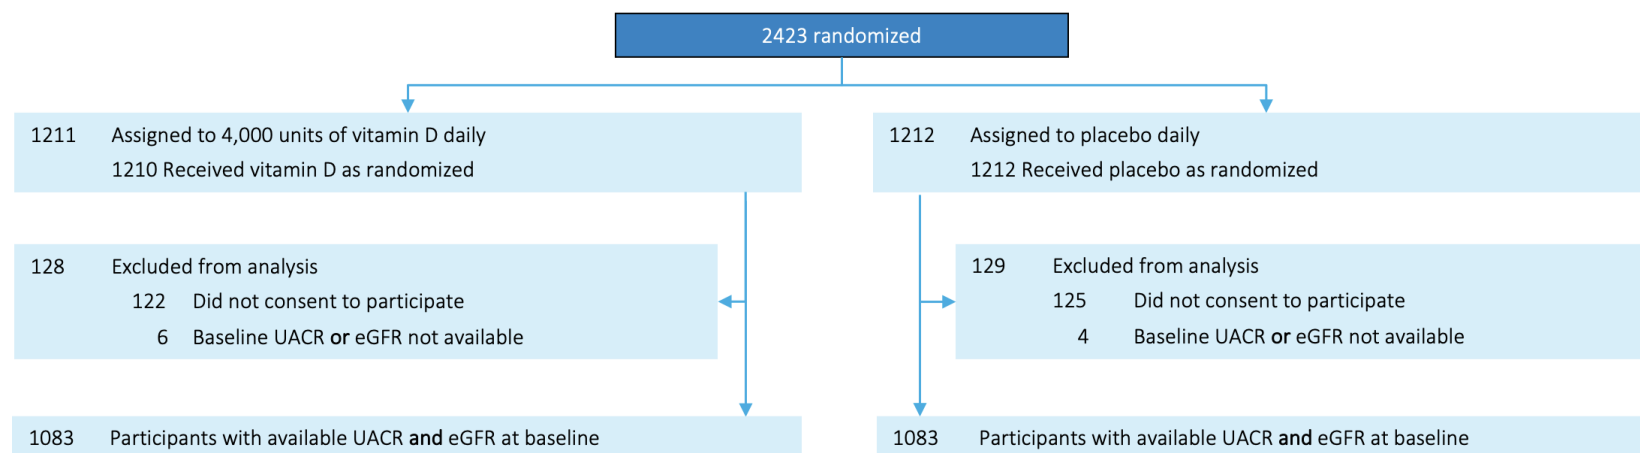 2423 randomized
1211 Assigned to 4,000 units of vitamin D daily
1210 Received vitamin D as randomized
1212 Assigned to placebo daily
1212 Received placebo as randomized
128 Excluded from analysis
122 Did not consent to participate
6 Baseline UACR or eGFR not available
129 Excluded from analysis
125 Did not consent to participate
4 Baseline UACR or eGFR not available
1083 Participants with available UACR and eGFR at baseline
1083 Participants with available UACR and eGFR at baseline